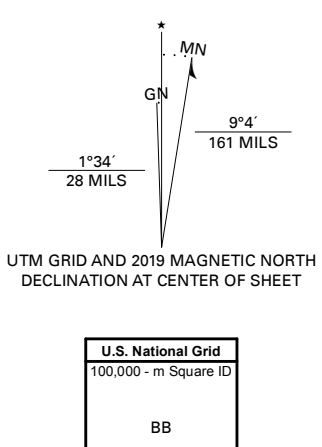 ★
MN
GN
9°4´
161 MILS
1°34´
28 MILS
UTM GRID AND 2019 MAGNETIC NORTH
DECLINATION AT CENTER OF SHEET
U.S. National Grid
100,000 - m Square ID
BB